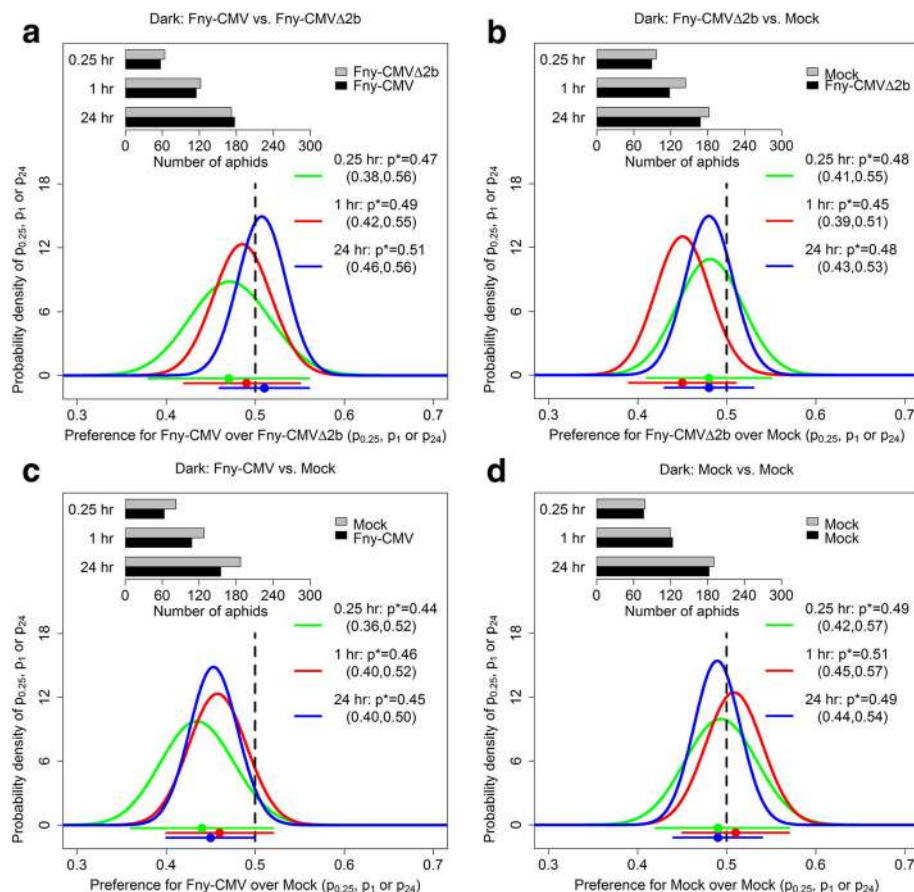 Dark: Fny-CMV vs. Fny-CMVΔ2b
a
0.25 hr
1 hr
24 hr
Fny-CMVΔ2b
Fny-CMV
0 60 120 180 240 300
Number of aphids
0.25 hr: p*=0.47
(0.38,0.56)
1 hr: p*=0.49
(0.42,0.55)
24 hr: p*=0.51
(0.46,0.56)
18
12
6
0
Probability density of p0.25, p1 or p24
0.3 0.4 0.5 0.6 0.7
Preference for Fny-CMV over Fny-CMVΔ2b (p0.25, p1 or p24)
Dark: Fny-CMVΔ2b vs. Mock
b
0.25 hr
1 hr
24 hr
Mock
Fny-CMVΔ2b
0 60 120 180 240 300
Number of aphids
0.25 hr: p*=0.48
(0.41,0.55)
1 hr: p*=0.45
(0.39,0.51)
24 hr: p*=0.48
(0.43,0.53)
18
12
6
0
Probability density of p0.25, p1 or p24
0.3 0.4 0.5 0.6 0.7
Preference for Fny-CMVΔ2b over Mock (p0.25, p1 or p24)
Dark: Fny-CMV vs. Mock
c
0.25 hr
1 hr
24 hr
Mock
Fny-CMV
0 60 120 180 240 300
Number of aphids
0.25 hr: p*=0.44
(0.36,0.52)
1 hr: p*=0.46
(0.40,0.52)
24 hr: p*=0.45
(0.40,0.50)
18
12
6
0
Probability density of p0.25, p1 or p24
0.3 0.4 0.5 0.6 0.7
Preference for Fny-CMV over Mock (p0.25, p1 or p24)
Dark: Mock vs. Mock
d
0.25 hr
1 hr
24 hr
Mock
Mock
0 60 120 180 240 300
Number of aphids
0.25 hr: p*=0.49
(0.42,0.57)
1 hr: p*=0.51
(0.45,0.57)
24 hr: p*=0.49
(0.44,0.54)
18
12
6
0
Probability density of p0.25, p1 or p24
0.3 0.4 0.5 0.6 0.7
Preference for Mock over Mock (p0.25, p1 or p24)